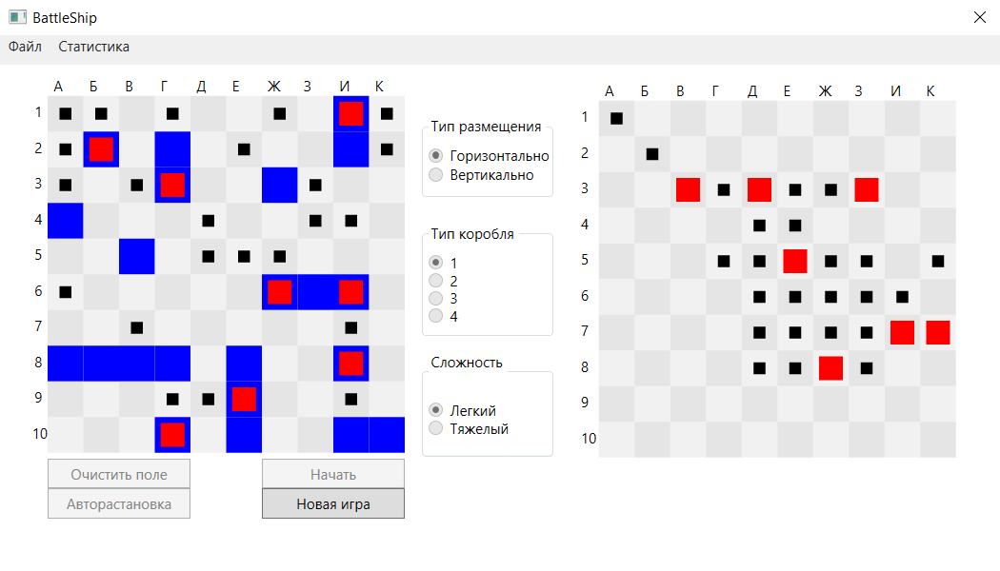 BattleShip
Файл Статистика
А Б В Г Д Е Ж З И К
1
2
3
4
5
6
7
8
9
10
Очистить поле
Начать
Авторастановка
Новая игра
Тип размещения
Горизонтально
Вертикально
Тип коробля
1
2
3
4
Сложность
Легкий
Тяжелый
А Б В Г Д Е Ж З И К
1
2
3
4
5
6
7
8
9
10